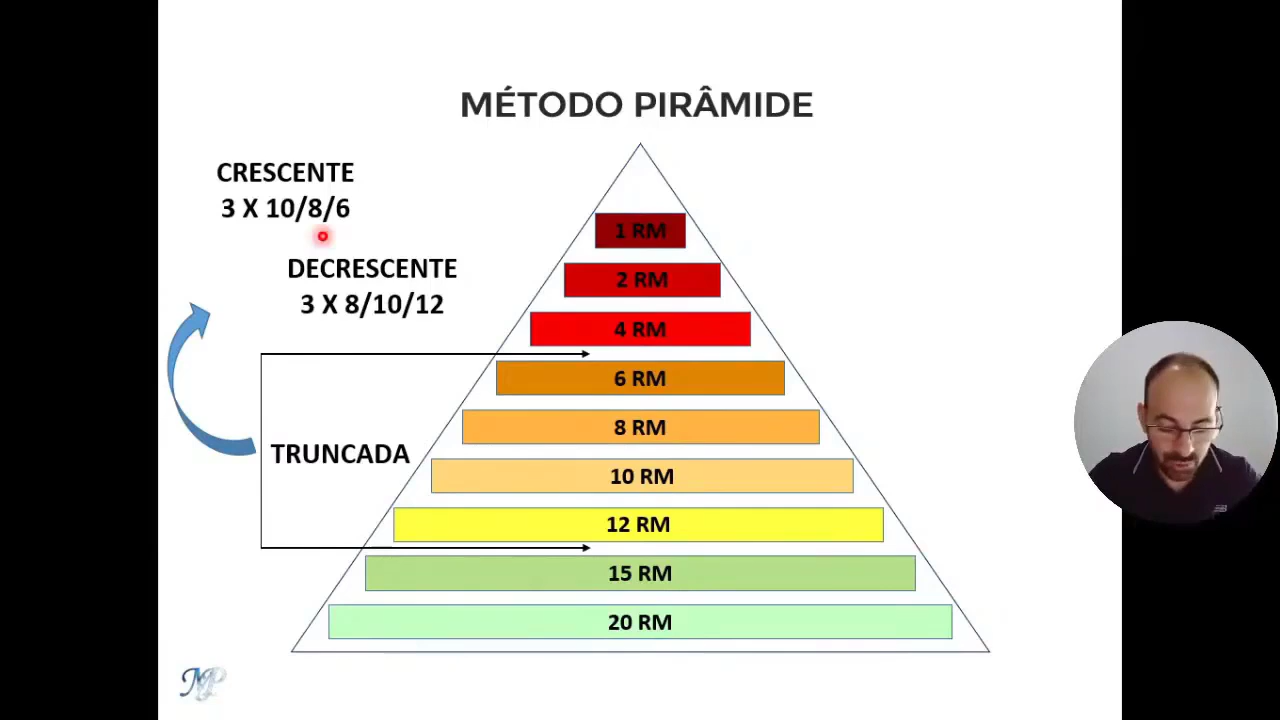 MÉTODO PIRÂMIDE
CRESCENTE
3 X 10/8/6
DECRESCENTE
3 X 8/10/12
TRUNCADA
1 RM
2 RM
4 RM
6 RM
8 RM
10 RM
12 RM
15 RM
20 RM
MP